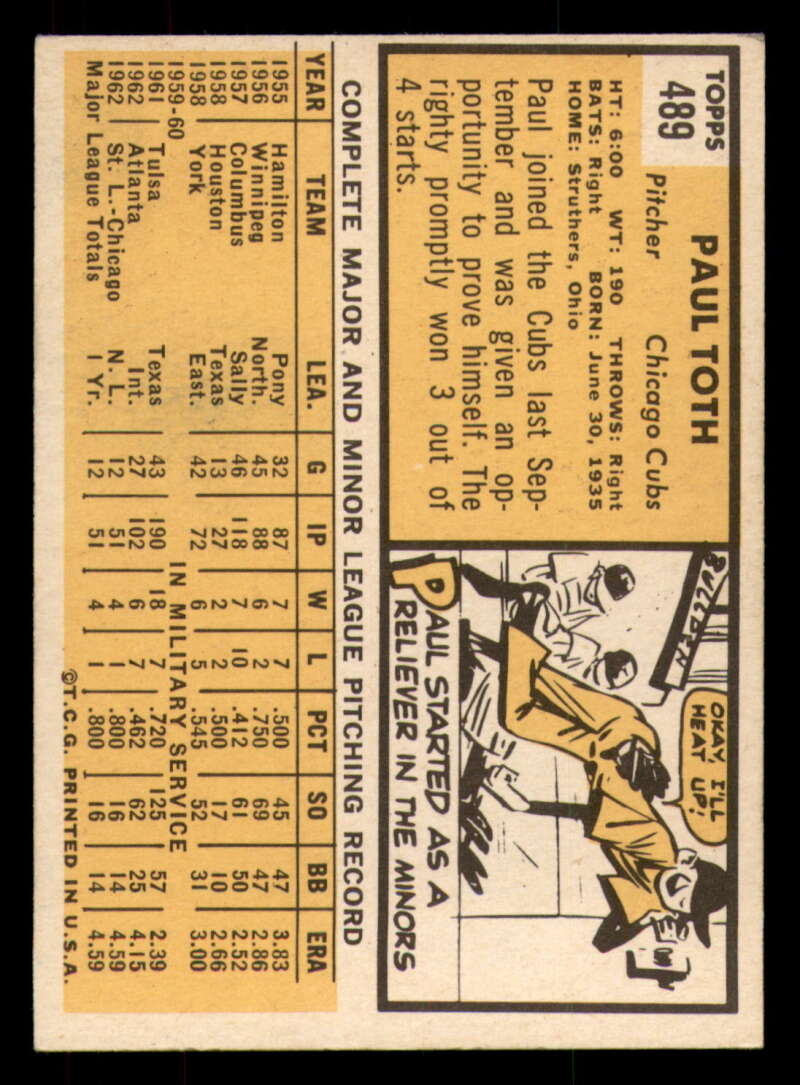 TOPPS
489
PAUL TOTH
Pitcher Chicago Cubs
HT: 6:00 WT: 190 THROWS: Right
BATS: Right BORN: June 30, 1935
HOME: Struthers, Ohio
Paul joined the Cubs last Sep-
tember and was given an op-
portunity to prove himself. The
righty promptly won 3 out of
4 starts.
BULLPEN
OKAY, I'LL
HEAT UP!
PAUL STARTED AS A
RELIEVER IN THE MINORS
COMPLETE MAJOR AND MINOR LEAGUE PITCHING RECORD
YEAR TEAM LEA. G IP W L PCT SO BB ERA
1955 Hamilton Pony 32 87 7 7 .500 45 47 3.83
1956 Winnipeg North. 45 88 6 2 .750 69 47 2.86
1957 Columbus Sally 46 118 7 10 .412 61 50 2.52
1958 Houston Texas 13 27 2 2 .500 17 10 2.66
1958 York East. 42 72 6 5 .545 52 31 3.00
1959-60 IN MILITARY SERVICE
1961 Tulsa Texas 43 190 18 7 .720 125 57 2.39
1962 Atlanta Int. 27 102 6 7 .462 62 25 4.15
1962 St. L.-Chicago N. L. 12 51 4 1 .800 16 14 4.59
Major League Totals 1 Yr. 12 51 4 1 .800 16 14 4.59
©T.C.G. PRINTED IN U.S.A.